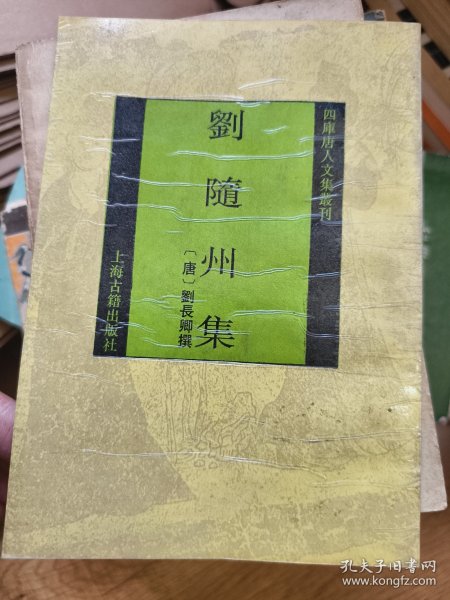 四庫唐人文集叢刊
劉隨州集
〔唐〕劉長卿撰
上海古籍出版社
孔夫子旧书网
www.kongfz.com